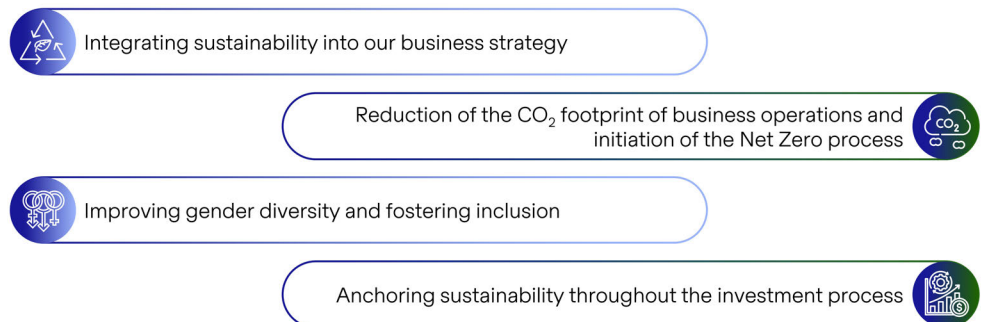 Integrating sustainability into our business strategy
Reduction of the CO₂ footprint of business operations and
initiation of the Net Zero process
CO₂
Improving gender diversity and fostering inclusion
Anchoring sustainability throughout the investment process
$